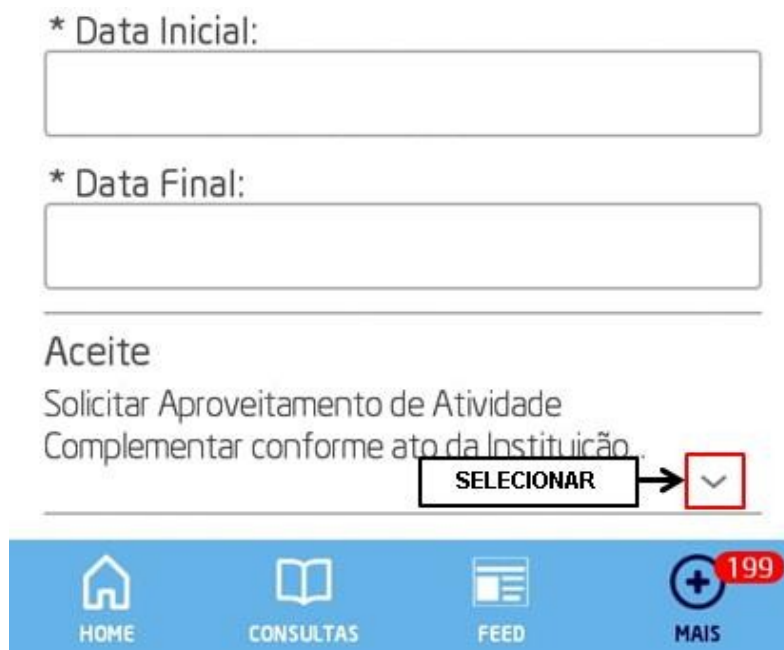 * Data Inicial:
* Data Final:
Aceite
Solicitar Aproveitamento de Atividade
Complementar conforme ato da Instituição..
SELECIONAR
199
HOME CONSULTAS FEED MAIS